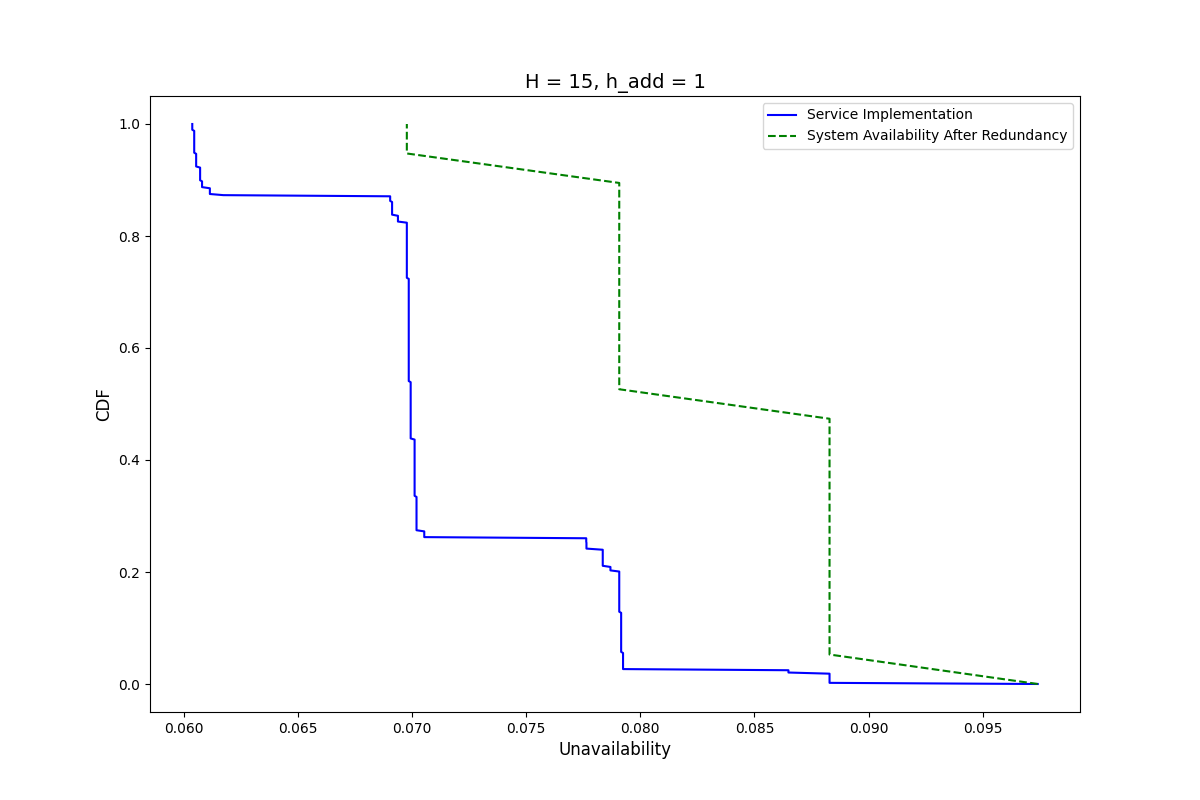 H = 15, h_add = 1
Service Implementation
System Availability After Redundancy
1.0
0.8
0.6
0.4
0.2
0.0
CDF
0.060 0.065 0.070 0.075 0.080 0.085 0.090 0.095
Unavailability